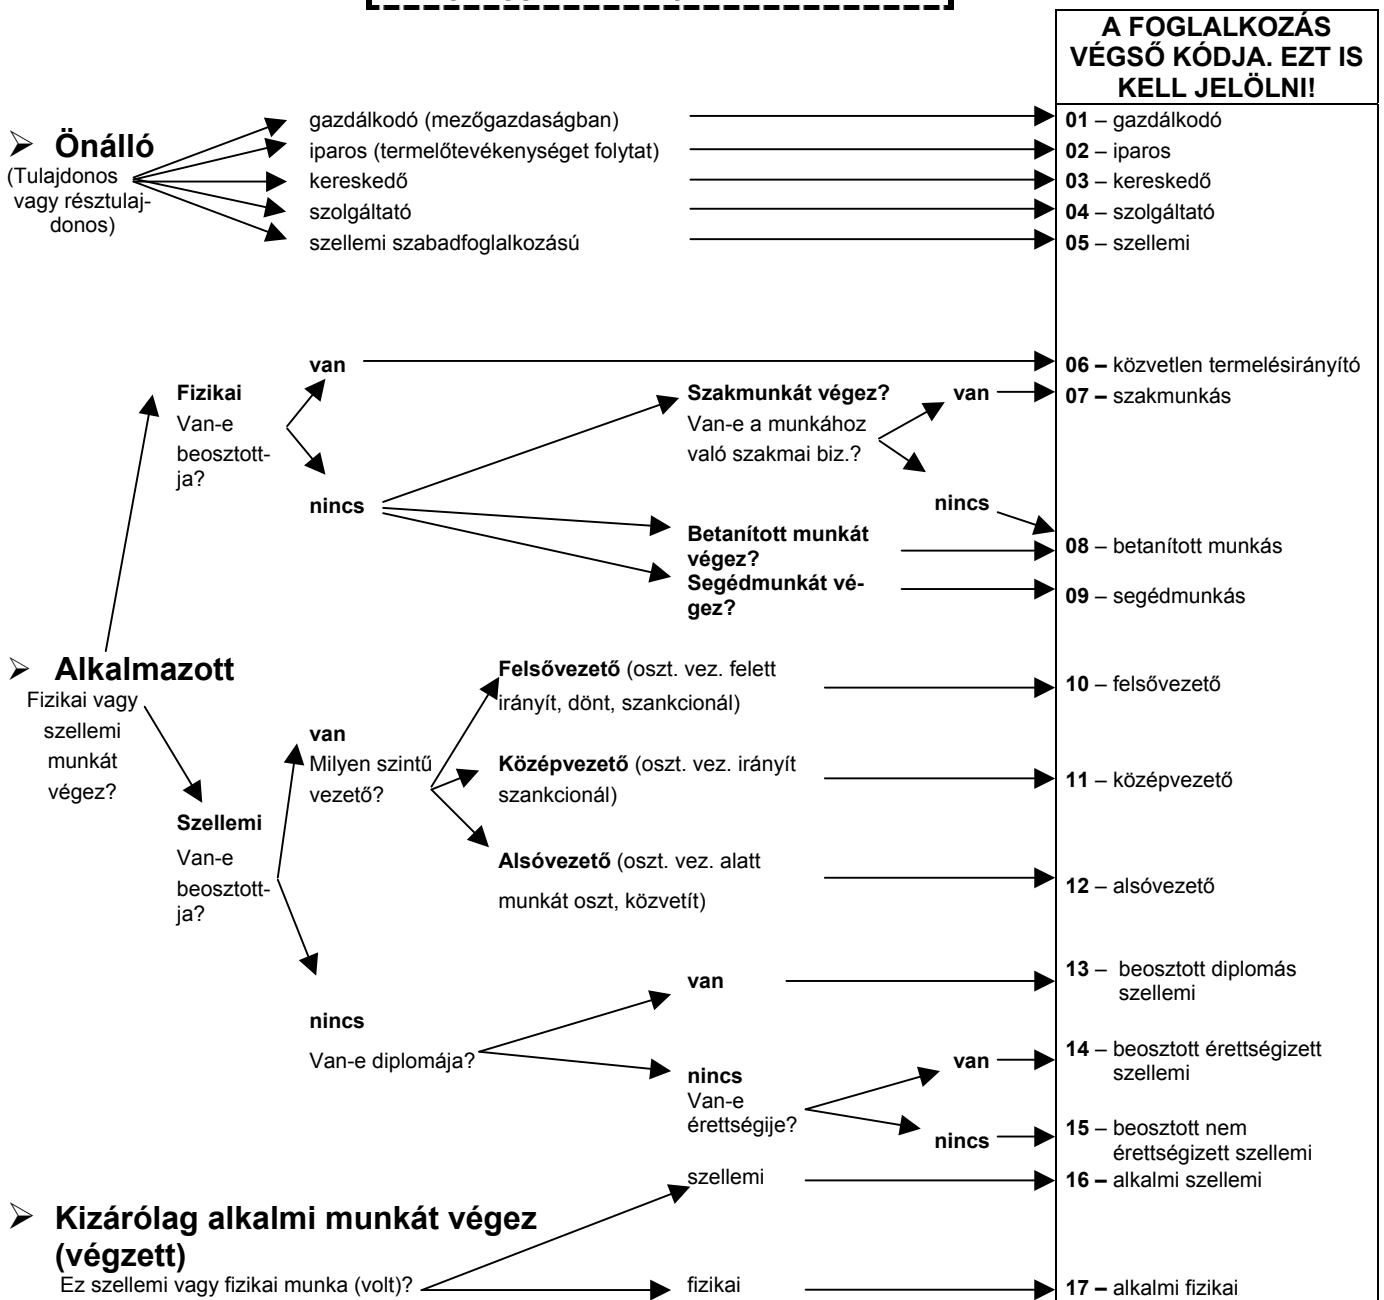 A FOGLALKOZÁS
VÉGSŐ KÓDJA. EZT IS
KELL JELÖLNI!
➢ Önálló
(Tulajdonos
vagy résztulaj-
donos)
gazdálkodó (mezőgazdaságban)
iparos (termelőtevékenységet folytat)
kereskedő
szolgáltató
szellemi szabadfoglalkozású
01 – gazdálkodó
02 – iparos
03 – kereskedő
04 – szolgáltató
05 – szellemi
➢ Alkalmazott
Fizikai vagy
szellemi
munkát
végez?
Fizikai
Van-e
beosztott-
ja?
van
nincs
Szakmunkát végez?
Van-e a munkához
való szakmai biz.?
van
nincs
Betanított munkát
végez?
Segédmunkát vé-
gez?
06 – közvetlen termelésirányító
07 – szakmunkás
08 – betanított munkás
09 – segédmunkás
Szellemi
Van-e
beosztott-
ja?
van
Milyen szintű
vezető?
Felsővezető (oszt. vez. felett
irányít, dönt, szankcionál)
Középvezető (oszt. vez. irányít
szankcionál)
Alsóvezető (oszt. vez. alatt
munkát oszt, közvetít)
10 – felsővezető
11 – középvezető
12 – alsóvezető
nincs
Van-e diplomája?
van
nincs
Van-e
érettségije?
van
nincs
13 – beosztott diplomás
szellemi
14 – beosztott érettségizett
szellemi
15 – beosztott nem
érettségizett szellemi
➢ Kizárólag alkalmi munkát végez
(végzett)
Ez szellemi vagy fizikai munka (volt)?
szellemi
fizikai
16 – alkalmi szellemi
17 – alkalmi fizikai